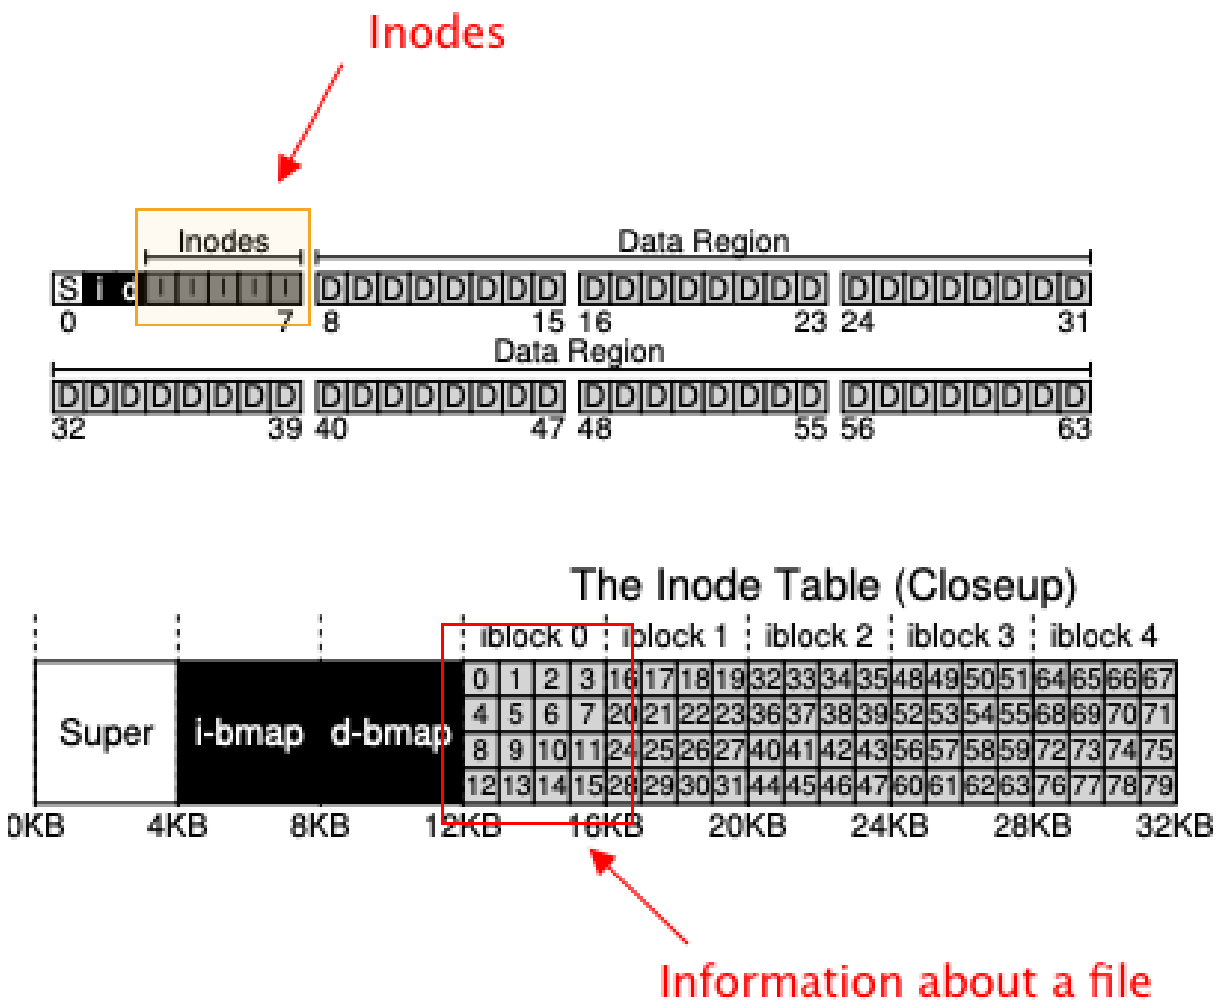 Inodes
Inodes Data Region
S i d I I I I I D D D D D D D D D D D D D D D D D D D D D D D D
0 7 8 15 16 23 24 31
Data Region
D D D D D D D D D D D D D D D D D D D D D D D D D D D D D D D D
32 39 40 47 48 55 56 63
The Inode Table (Closeup)
iblock 0 iblock 1 iblock 2 iblock 3 iblock 4
0 1 2 3 16 17 18 19 32 33 34 35 48 49 50 51 64 65 66 67
Super i-bmap d-bmap 4 5 6 7 20 21 22 23 36 37 38 39 52 53 54 55 68 69 70 71
8 9 10 11 24 25 26 27 40 41 42 43 56 57 58 59 72 73 74 75
12 13 14 15 28 29 30 31 44 45 46 47 60 61 62 63 76 77 78 79
0KB 4KB 8KB 12KB 16KB 20KB 24KB 28KB 32KB
Information about a file